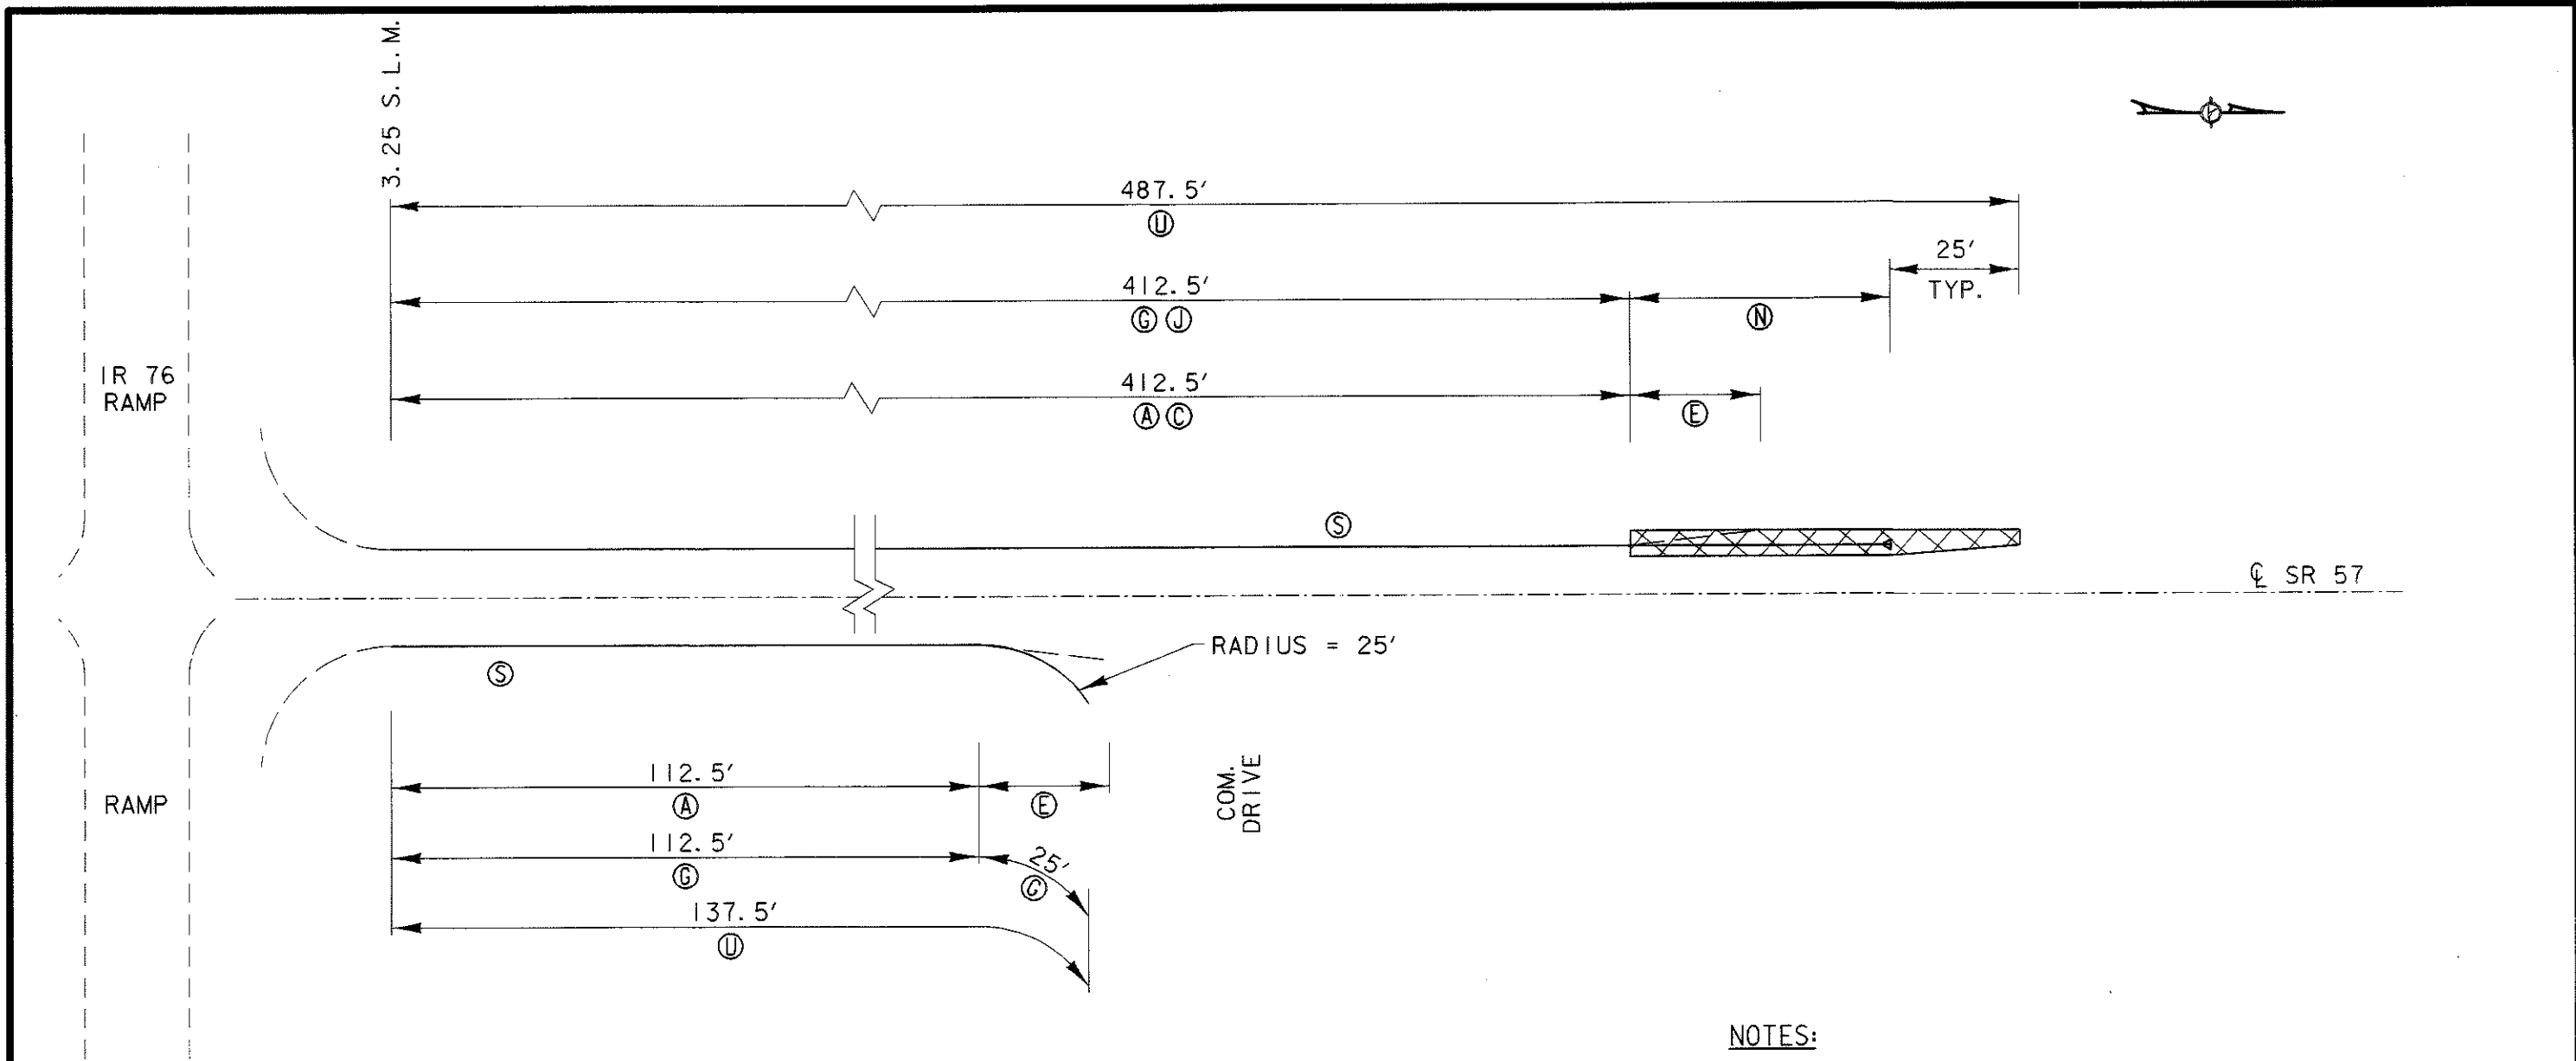 3.25 S.L.M.
487.5'
U
25'
TYP.
412.5'
G J
N
412.5'
A C
E
IR 76
RAMP
S
℄ SR 57
RADIUS = 25'
S
112.5'
A
E
COM.
DRIVE
RAMP
112.5'
G
25'
G
137.5'
U
NOTES: